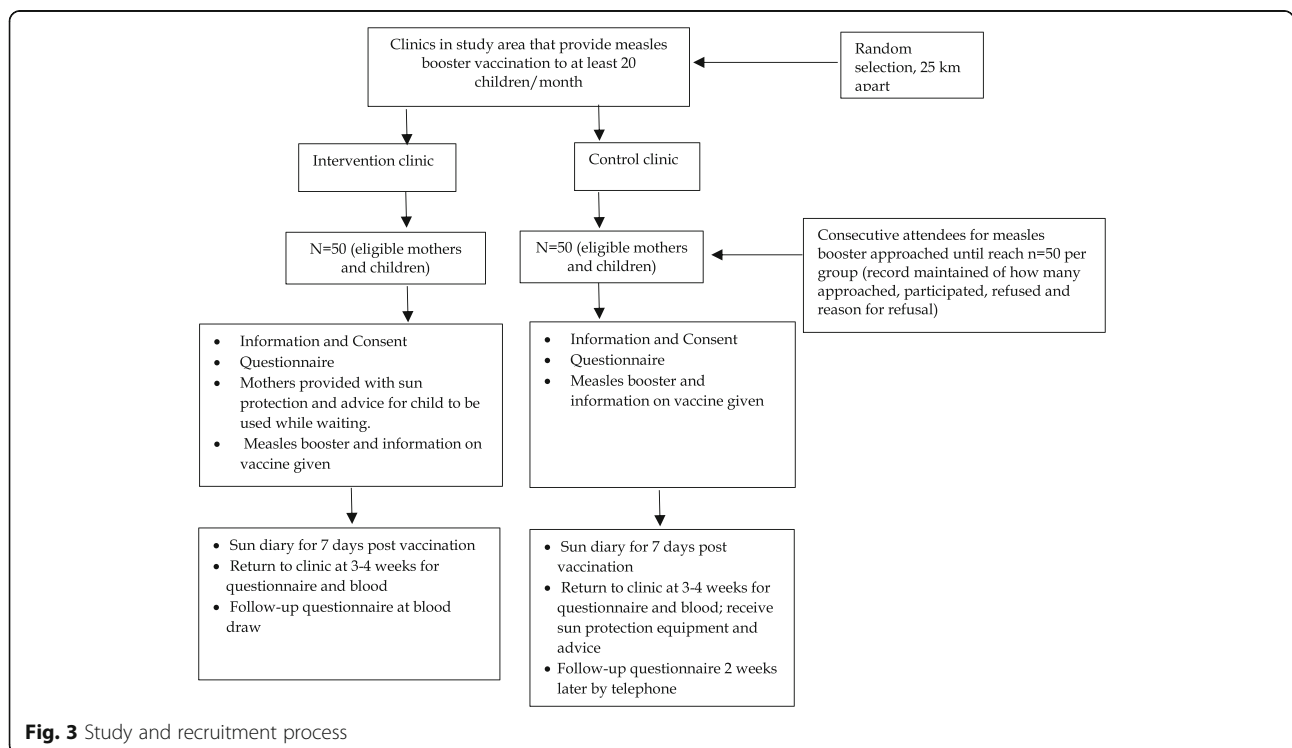 Clinics in study area that provide measles
booster vaccination to at least 20
children/month
Random
selection, 25 km
apart
Intervention clinic
Control clinic
N=50 (eligible mothers
and children)
N=50 (eligible mothers
and children)
Consecutive attendees for measles
booster approached until reach n=50 per
group (record maintained of how many
approached, participated, refused and
reason for refusal)
• Information and Consent
• Questionnaire
• Mothers provided with sun
protection and advice for child to be
used while waiting.
• Measles booster and information on
vaccine given
• Information and Consent
• Questionnaire
• Measles booster and
information on vaccine given
• Sun diary for 7 days post vaccination
• Return to clinic at 3-4 weeks for
questionnaire and blood
• Follow-up questionnaire at blood
draw
• Sun diary for 7 days post
vaccination
• Return to clinic at 3-4 weeks for
questionnaire and blood; receive
sun protection equipment and
advice
• Follow-up questionnaire 2 weeks
later by telephone
Fig. 3 Study and recruitment process